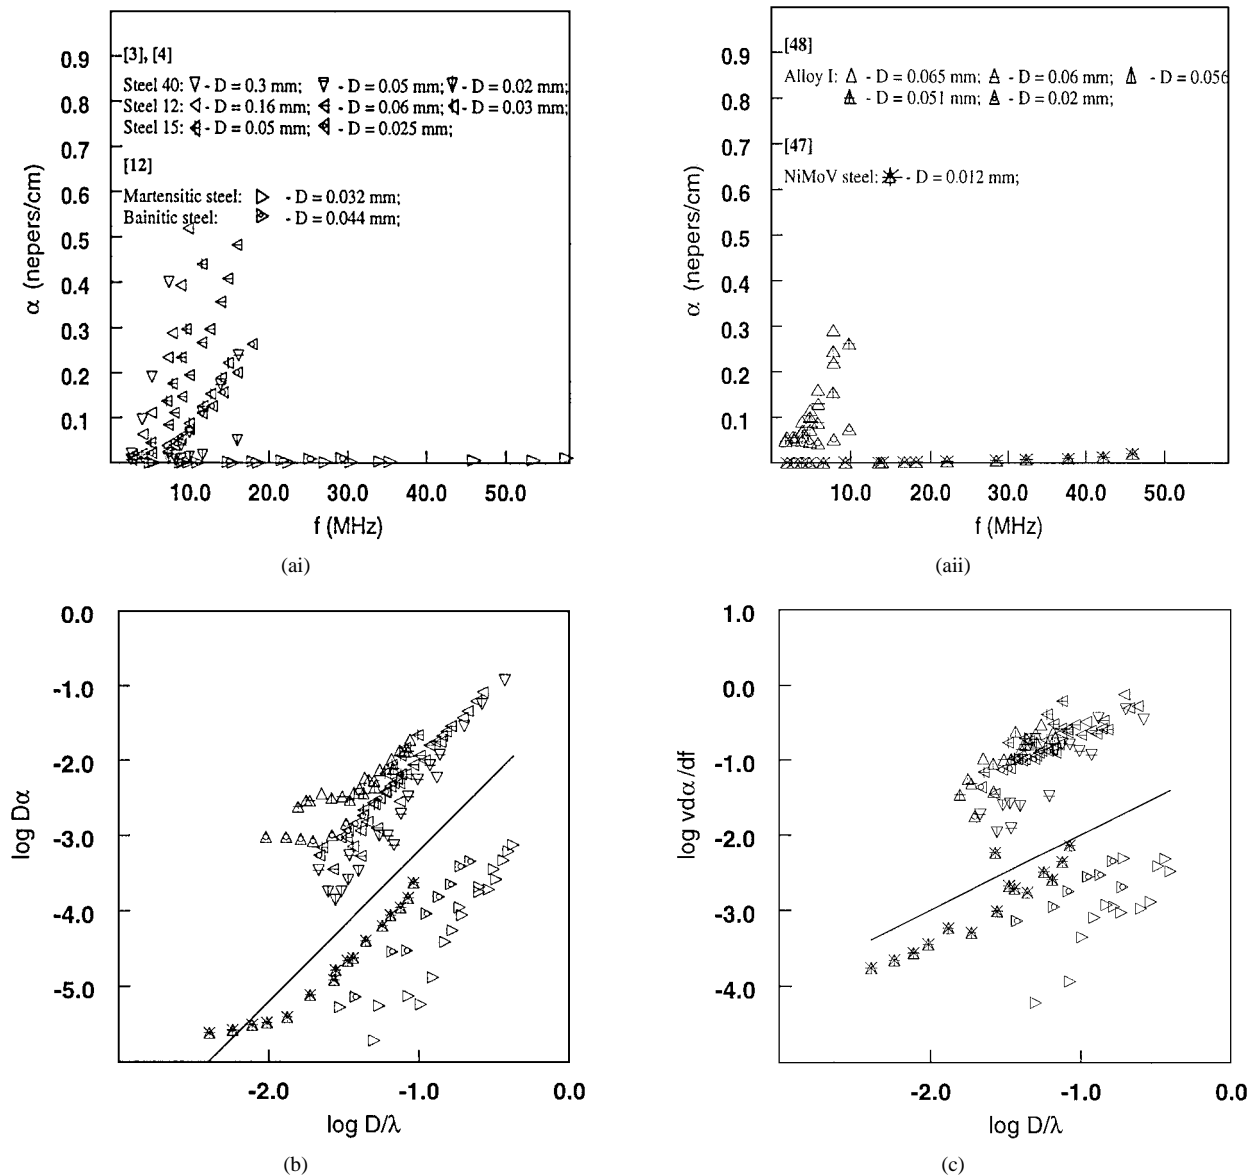 [3], [4]
Steel 40: ▽ - D = 0.3 mm; - D = 0.05 mm; - D = 0.02 mm;
Steel 12: ◁ - D = 0.16 mm; - D = 0.06 mm; - D = 0.03 mm;
Steel 15: - D = 0.05 mm; - D = 0.025 mm;
[12]
Martensitic steel: ▷ - D = 0.032 mm;
Bainitic steel: - D = 0.044 mm;
0.9
0.8
0.7
0.6
0.5
0.4
0.3
0.2
0.1
α (nepers/cm)
10.0 20.0 30.0 40.0 50.0
f (MHz)
(ai)
[48]
Alloy I: △ - D = 0.065 mm; - D = 0.06 mm; - D = 0.056
- D = 0.051 mm; - D = 0.02 mm;
[47]
NiMoV steel: - D = 0.012 mm;
0.9
0.8
0.7
0.6
0.5
0.4
0.3
0.2
0.1
α (nepers/cm)
10.0 20.0 30.0 40.0 50.0
f (MHz)
(aii)
0.0
-1.0
-2.0
-3.0
-4.0
-5.0
log Dα
-2.0 -1.0 0.0
log D/λ
(b)
1.0
0.0
-1.0
-2.0
-3.0
-4.0
log vdα/df
-2.0 -1.0 0.0
log D/λ
(c)